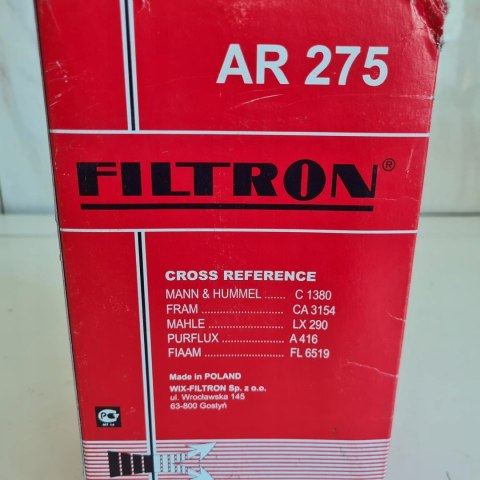 AR 275
FILTRON®
CROSS REFERENCE
MANN & HUMMEL ....... C 1380
FRAM ........................... CA 3154
MAHLE ......................... LX 290
PURFLUX ..................... A 416
FIAAM .......................... FL 6519
Made in POLAND
WIX-FILTRON Sp. z o.o.
ul. Wrocławska 145
63-800 Gostyń